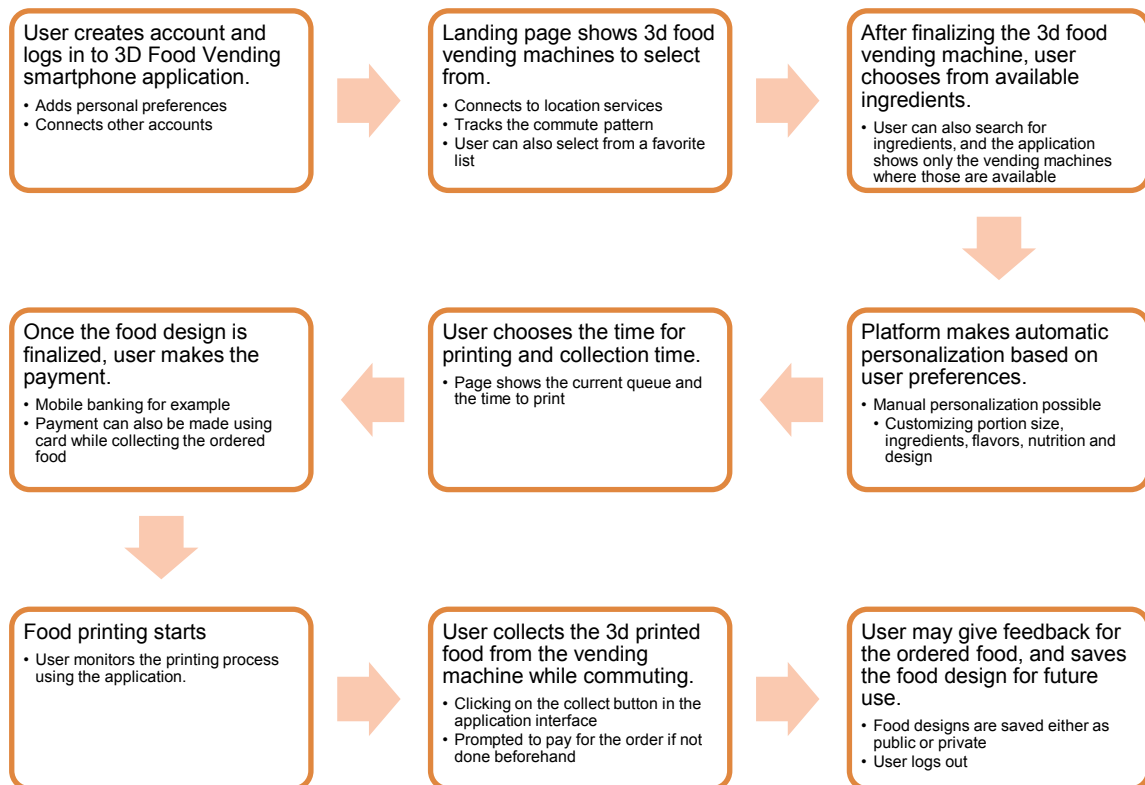 User creates account and
logs in to 3D Food Vending
smartphone application.
• Adds personal preferences
• Connects other accounts
Landing page shows 3d food
vending machines to select
from.
• Connects to location services
• Tracks the commute pattern
• User can also select from a favorite
list
After finalizing the 3d food
vending machine, user
chooses from available
ingredients.
• User can also search for
ingredients, and the application
shows only the vending machines
where those are available
Platform makes automatic
personalization based on
user preferences.
• Manual personalization possible
• Customizing portion size,
ingredients, flavors, nutrition and
design
User chooses the time for
printing and collection time.
• Page shows the current queue and
the time to print
Once the food design is
finalized, user makes the
payment.
• Mobile banking for example
• Payment can also be made using
card while collecting the ordered
food
Food printing starts
• User monitors the printing process
using the application.
User collects the 3d printed
food from the vending
machine while commuting.
• Clicking on the collect button in the
application interface
• Prompted to pay for the order if not
done beforehand
User may give feedback for
the ordered food, and saves
the food design for future
use.
• Food designs are saved either as
public or private
• User logs out